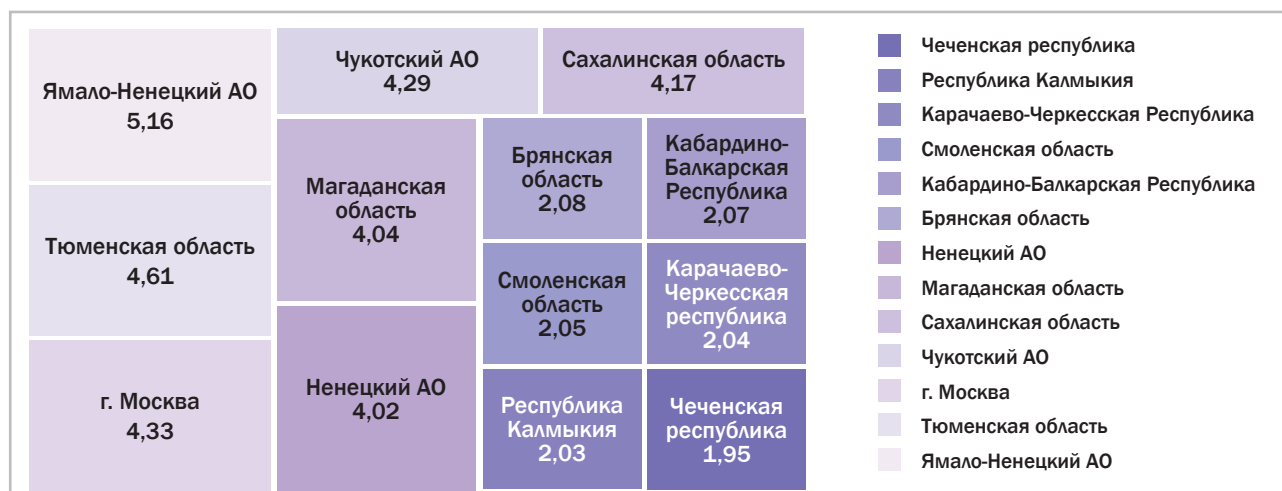 Ямало-Ненецкий АО
5,16
Тюменская область
4,61
г. Москва
4,33
Чукотский АО
4,29
Сахалинская область
4,17
Магаданская
область
4,04
Ненецкий АО
4,02
Брянская
область
2,08
Кабардино-
Балкарская
Республика
2,07
Смоленская
область
2,05
Карачаево-
Черкесская
республика
2,04
Республика
Калмыкия
2,03
Чеченская
республика
1,95
Чеченская республика
Республика Калмыкия
Карачаево-Черкесская Республика
Смоленская область
Кабардино-Балкарская Республика
Брянская область
Ненецкий АО
Магаданская область
Сахалинская область
Чукотский АО
г. Москва
Тюменская область
Ямало-Ненецкий АО